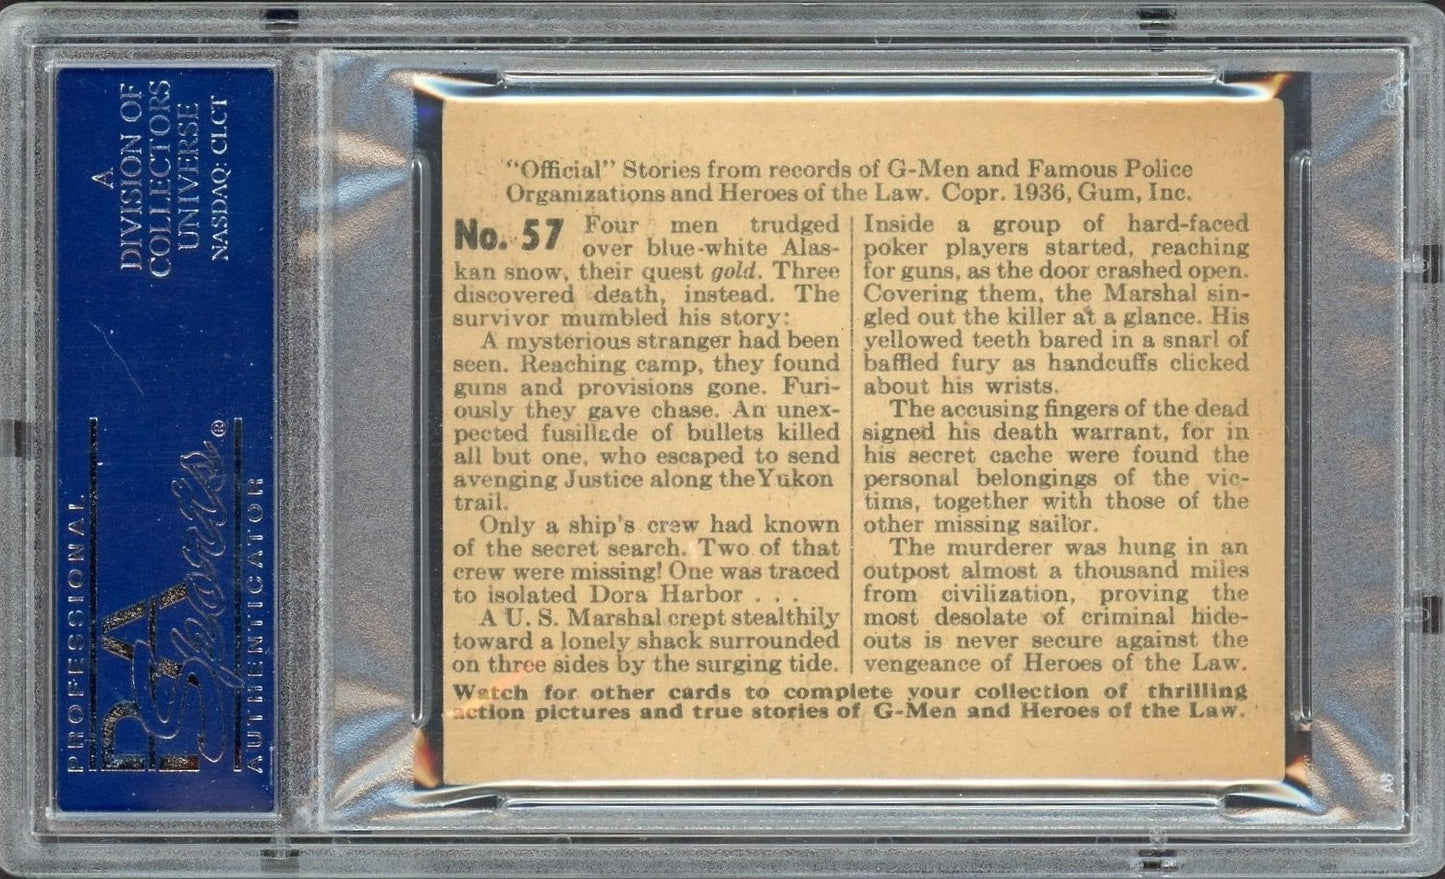 A
DIVISION OF
COLLECTORS
UNIVERSE
NASDAQ: CLCT
PROFESSIONAL
PSA
Sports®
AUTHENTICATOR
"Official" Stories from records of G-Men and Famous Police
Organizations and Heroes of the Law. Copr. 1936, Gum, Inc.
No. 57 Four men trudged
over blue-white Alas-
kan snow, their quest gold. Three
discovered death, instead. The
survivor mumbled his story:
A mysterious stranger had been
seen. Reaching camp, they found
guns and provisions gone. Furi-
ously they gave chase. An unex-
pected fusillade of bullets killed
all but one, who escaped to send
avenging Justice along the Yukon
trail.
Only a ship's crew had known
of the secret search. Two of that
crew were missing! One was traced
to isolated Dora Harbor . . .
A U. S. Marshal crept stealthily
toward a lonely shack surrounded
on three sides by the surging tide.
Inside a group of hard-faced
poker players started, reaching
for guns, as the door crashed open.
Covering them, the Marshal sin-
gled out the killer at a glance. His
yellowed teeth bared in a snarl of
baffled fury as handcuffs clicked
about his wrists.
The accusing fingers of the dead
signed his death warrant, for in
his secret cache were found the
personal belongings of the vic-
tims, together with those of the
other missing sailor.
The murderer was hung in an
outpost almost a thousand miles
from civilization, proving the
most desolate of criminal hide-
outs is never secure against the
vengeance of Heroes of the Law.
Watch for other cards to complete your collection of thrilling
action pictures and true stories of G-Men and Heroes of the Law.
PSA
A8